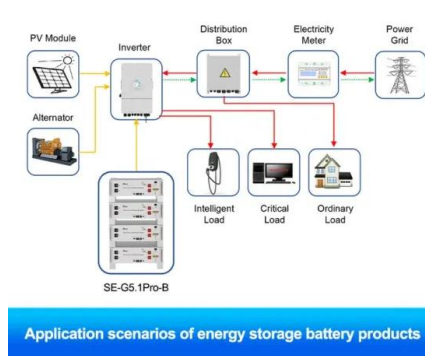 PV Module
Inverter
Distribution
Box
Electricity
Meter
Power
Grid
Alternator
Intelligent
Load
Critical
Load
Ordinary
Load
SE-G5.1Pro-B
Application scenarios of energy storage battery products